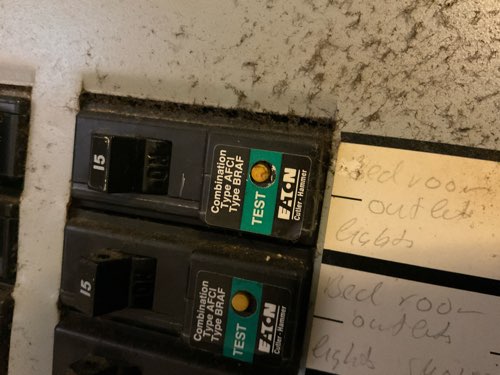 15
Combination
Type AFCI
Type BRAF
TEST
EATON
Cutler-Hammer
Bed room
outlets
lights
15
Combination
Type AFCI
Type BRAF
TEST
EATON
Cutler-Hammer
Bed room
outlets
lights